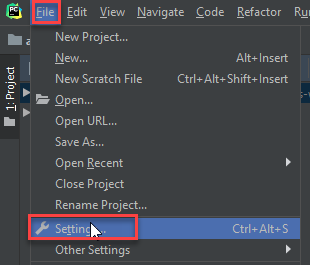 PC File Edit View Navigate Code Refactor
New Project...
New... Alt+Insert
New Scratch File Ctrl+Alt+Shift+Insert
Open...
Open URL...
Save As...
Open Recent
Close Project
Rename Project...
Settings... Ctrl+Alt+S
Other Settings
1: Project